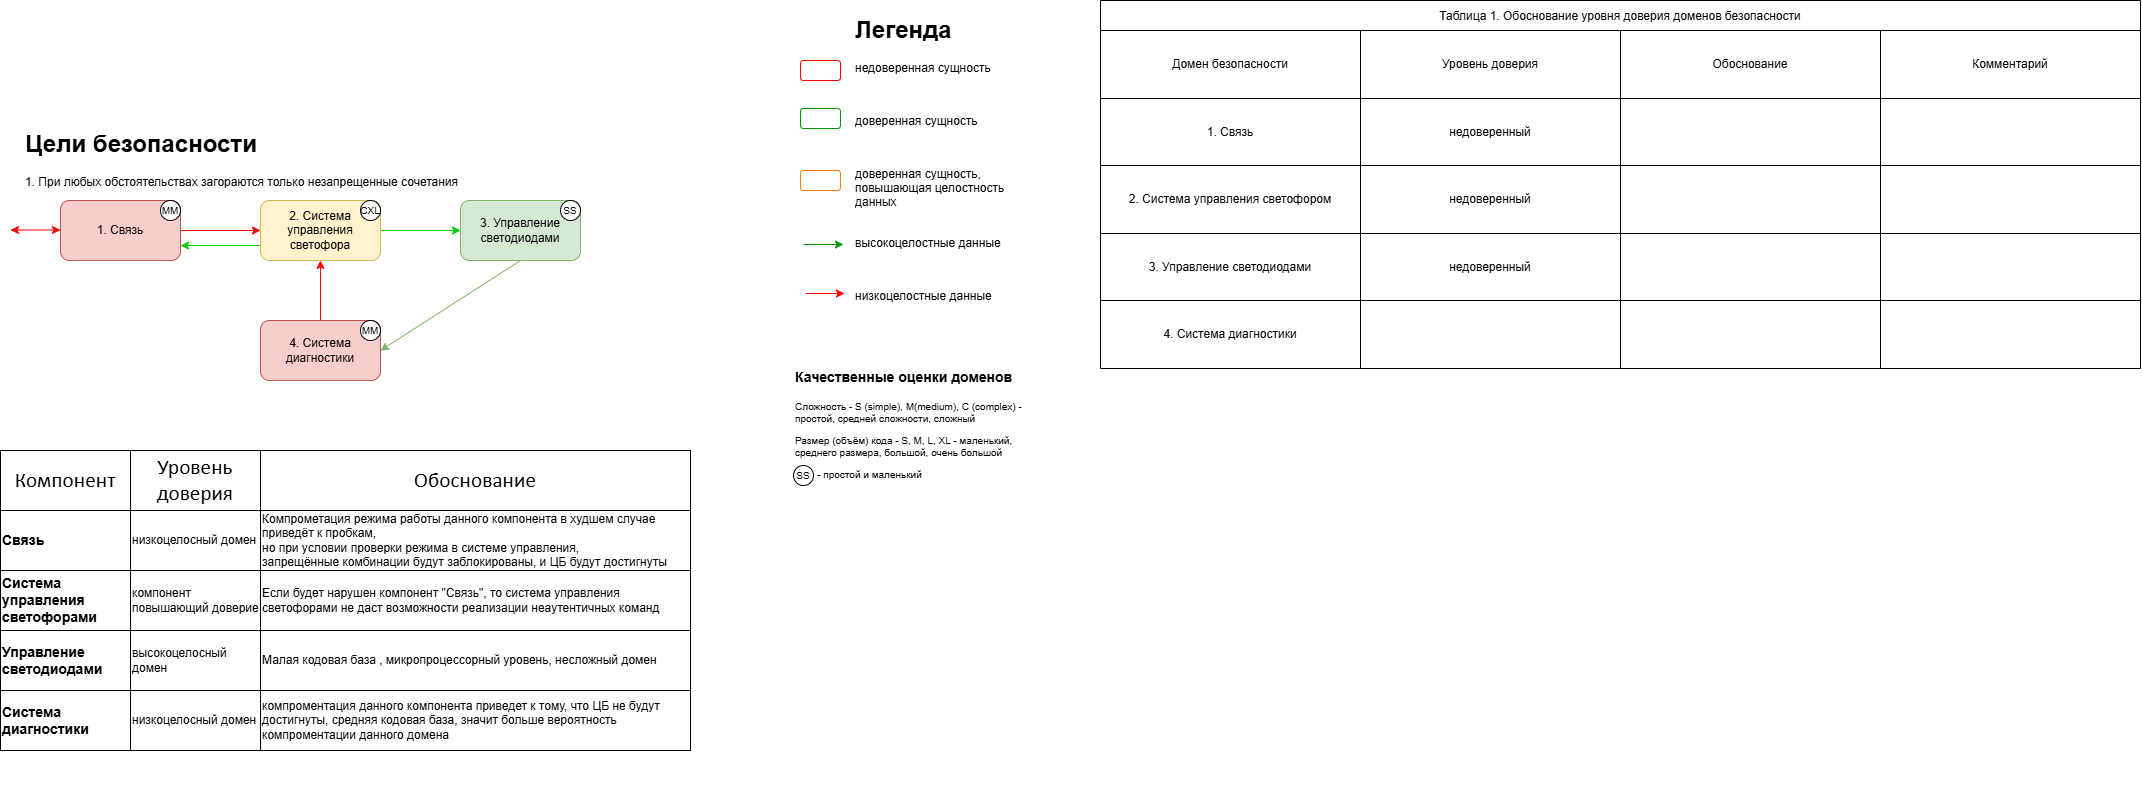 Цели безопасности
1. При любых обстоятельствах загораются только незапрещенные сочетания
1. Связь
MM
2. Система
управления
светофора
CXL
3. Управление
светодиодами
SS
4. Система
диагностики
MM
Компонент
Уровень
доверия
Обоснование
Связь
низкоцелосный домен
Компрометация режима работы данного компонента в худшем случае
приведёт к пробкам,
но при условии проверки режима в системе управления,
запрещённые комбинации будут заблокированы, и ЦБ будут достигнуты
Система
управления
светофорами
компонент
повышающий доверие
Если будет нарушен компонент "Связь", то система управления
светофорами не даст возможности реализации неаутентичных команд
Управление
светодиодами
высокоцелосный
домен
Малая кодовая база , микропроцессорный уровень, несложный домен
Система
диагностики
низкоцелосный домен
компроментация данного компонента приведет к тому, что ЦБ не будут
достигнуты, средняя кодовая база, значит больше вероятность
компроментации данного домена
Легенда
недоверенная сущность
доверенная сущность
доверенная сущность,
повышающая целостность
данных
высокоцелостные данные
низкоцелостные данные
Качественные оценки доменов
Сложность - S (simple), M(medium), C (complex) -
простой, средней сложности, сложный
Размер (объём) кода - S, M, L, XL - маленький,
среднего размера, большой, очень большой
SS - простой и маленький
Таблица 1. Обоснование уровня доверия доменов безопасности
Домен безопасности
Уровень доверия
Обоснование
Комментарий
1. Связь
недоверенный
2. Система управления светофором
недоверенный
3. Управление светодиодами
недоверенный
4. Система диагностики